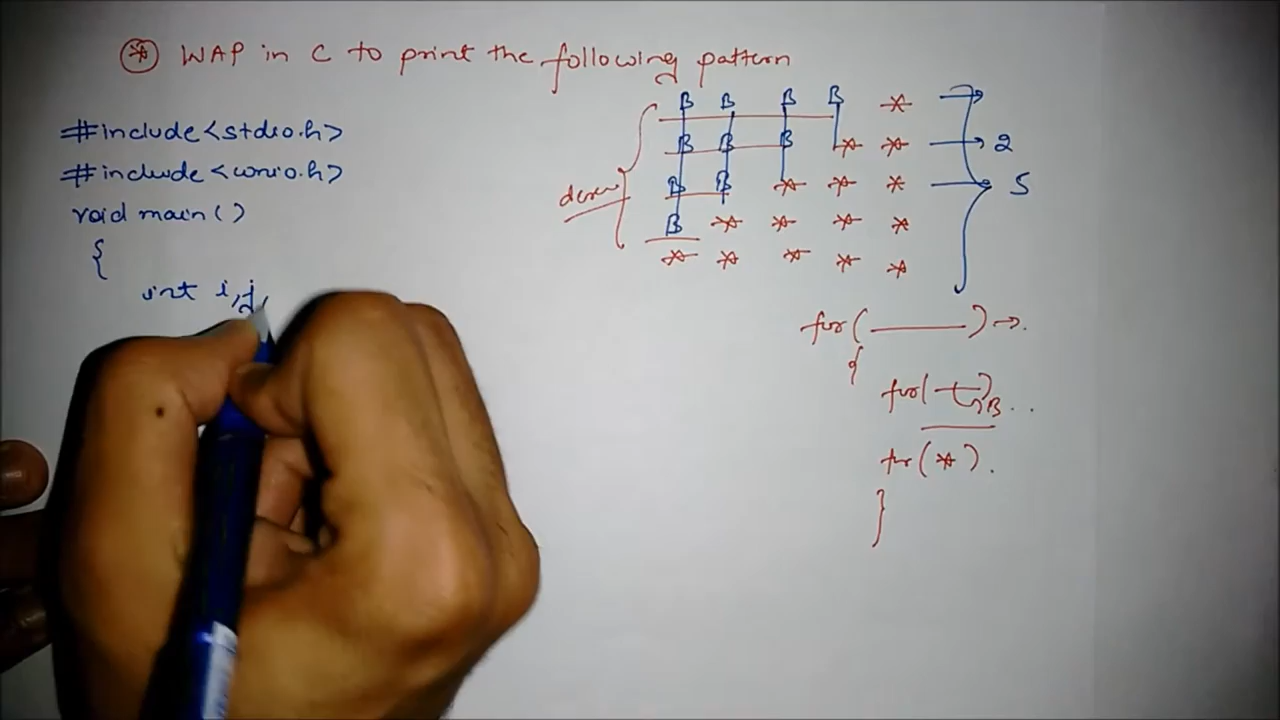 * WAP in C to print the following pattern
#include<stdio.h>
#include<conio.h>
void main()
{
int i,j,
B B B B *
B B B * * 2
B B * * * 5
B * * * *
* * * * *
for( )
{
for( ) B ..
for(*).
}